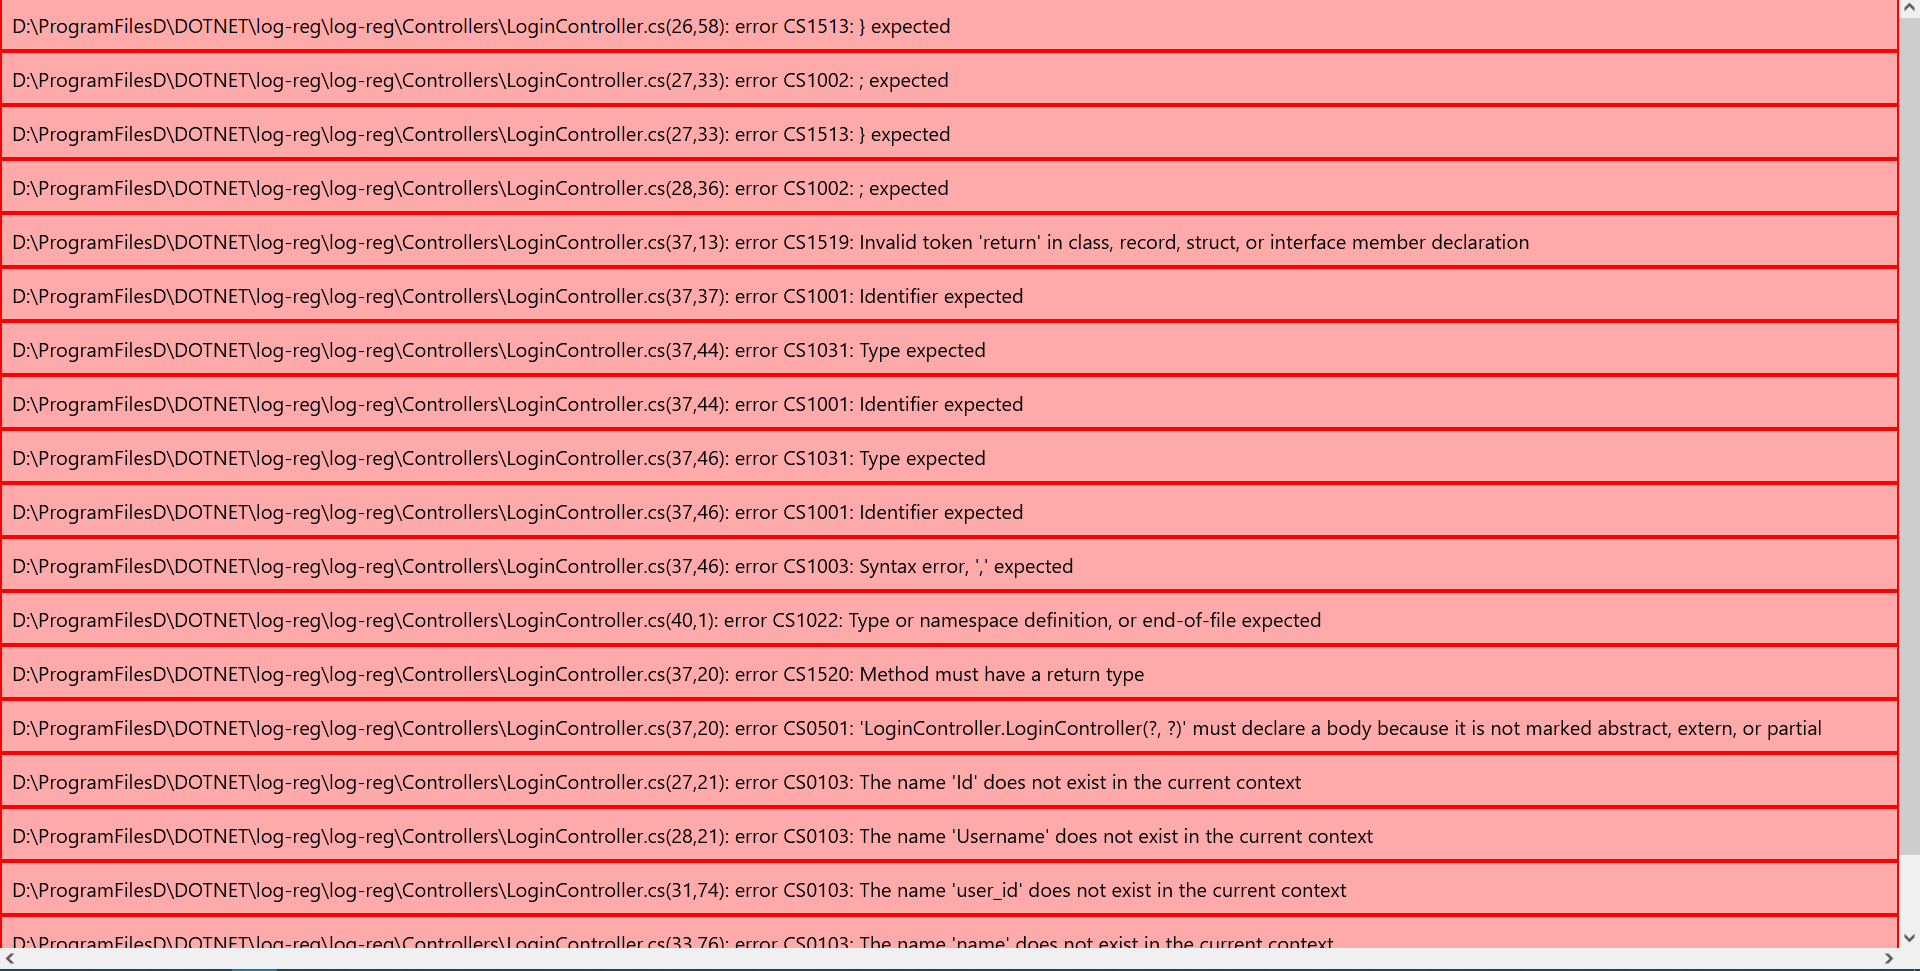 D:\ProgramFilesD\DOTNET\log-reg\log-reg\Controllers\LoginController.cs(26,58): error CS1513: } expected
D:\ProgramFilesD\DOTNET\log-reg\log-reg\Controllers\LoginController.cs(27,33): error CS1002: ; expected
D:\ProgramFilesD\DOTNET\log-reg\log-reg\Controllers\LoginController.cs(27,33): error CS1513: } expected
D:\ProgramFilesD\DOTNET\log-reg\log-reg\Controllers\LoginController.cs(28,36): error CS1002: ; expected
D:\ProgramFilesD\DOTNET\log-reg\log-reg\Controllers\LoginController.cs(37,13): error CS1519: Invalid token 'return' in class, record, struct, or interface member declaration
D:\ProgramFilesD\DOTNET\log-reg\log-reg\Controllers\LoginController.cs(37,37): error CS1001: Identifier expected
D:\ProgramFilesD\DOTNET\log-reg\log-reg\Controllers\LoginController.cs(37,44): error CS1031: Type expected
D:\ProgramFilesD\DOTNET\log-reg\log-reg\Controllers\LoginController.cs(37,44): error CS1001: Identifier expected
D:\ProgramFilesD\DOTNET\log-reg\log-reg\Controllers\LoginController.cs(37,46): error CS1031: Type expected
D:\ProgramFilesD\DOTNET\log-reg\log-reg\Controllers\LoginController.cs(37,46): error CS1001: Identifier expected
D:\ProgramFilesD\DOTNET\log-reg\log-reg\Controllers\LoginController.cs(37,46): error CS1003: Syntax error, ',' expected
D:\ProgramFilesD\DOTNET\log-reg\log-reg\Controllers\LoginController.cs(40,1): error CS1022: Type or namespace definition, or end-of-file expected
D:\ProgramFilesD\DOTNET\log-reg\log-reg\Controllers\LoginController.cs(37,20): error CS1520: Method must have a return type
D:\ProgramFilesD\DOTNET\log-reg\log-reg\Controllers\LoginController.cs(37,20): error CS0501: 'LoginController.LoginController(?, ?)' must declare a body because it is not marked abstract, extern, or partial
D:\ProgramFilesD\DOTNET\log-reg\log-reg\Controllers\LoginController.cs(27,21): error CS0103: The name 'Id' does not exist in the current context
D:\ProgramFilesD\DOTNET\log-reg\log-reg\Controllers\LoginController.cs(28,21): error CS0103: The name 'Username' does not exist in the current context
D:\ProgramFilesD\DOTNET\log-reg\log-reg\Controllers\LoginController.cs(31,74): error CS0103: The name 'user_id' does not exist in the current context
D:\ProgramFilesD\DOTNET\log-reg\log-reg\Controllers\LoginController.cs(33,76): error CS0103: The name 'name' does not exist in the current context